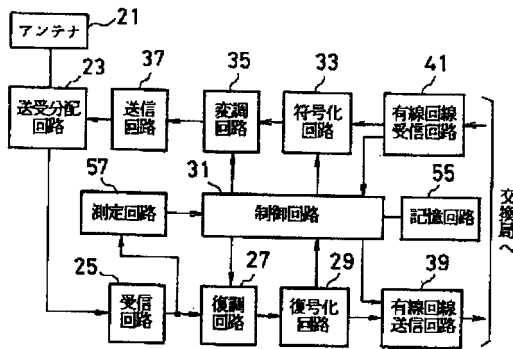 アンテナ
21
23
37
35
33
41
送受分配
回路
送信
回路
変調
回路
符号化
回路
有線回線
受信回路
57
31
55
測定回路
制御回路
記憶回路
交換局へ
25
27
29
39
受信
回路
復調
回路
復号化
回路
有線回線
送信回路